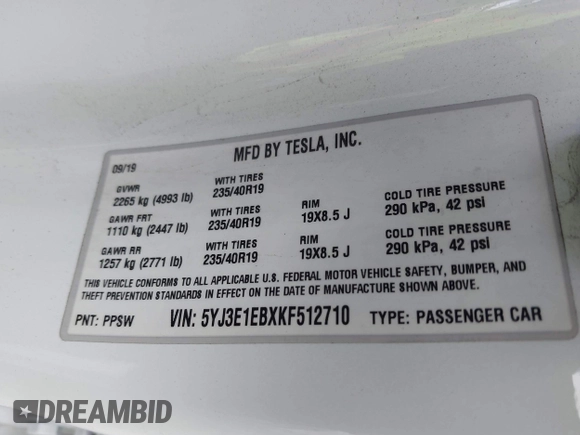 MFD BY TESLA, INC.
09/19
GVWR
2265 kg (4993 lb)
WITH TIRES
235/40R19
GAWR FRT
1110 kg (2447 lb)
WITH TIRES
235/40R19
RIM
19X8.5 J
COLD TIRE PRESSURE
290 kPa, 42 psi
GAWR RR
1257 kg (2771 lb)
WITH TIRES
235/40R19
RIM
19X8.5 J
COLD TIRE PRESSURE
290 kPa, 42 psi
THIS VEHICLE CONFORMS TO ALL APPLICABLE U.S. FEDERAL MOTOR VEHICLE SAFETY, BUMPER, AND
THEFT PREVENTION STANDARDS IN EFFECT ON THE DATE OF MANUFACTURE SHOWN ABOVE.
PNT: PPSW VIN: 5YJ3E1EBXKF512710 TYPE: PASSENGER CAR
DREAMBID